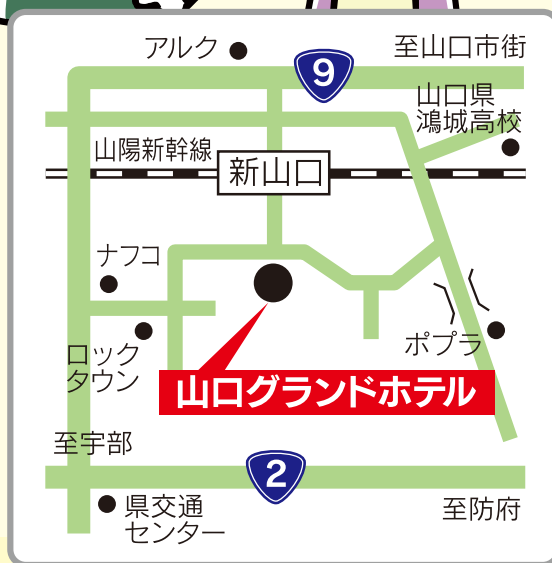 アルク
9
至山口市街
山口県
鴻城高校
山陽新幹線
新山口
ナフコ
ロック
タウン
ポプラ
山口グランドホテル
至宇部
2
県交通
センター
至防府